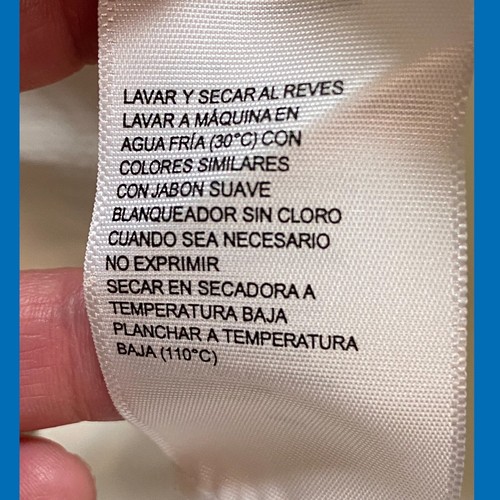 LAVAR Y SECAR AL REVES
LAVAR A MÁQUINA EN
AGUA FRÍA (30°C) CON
COLORES SIMILARES
CON JABON SUAVE
BLANQUEADOR SIN CLORO
CUANDO SEA NECESARIO
NO EXPRIMIR
SECAR EN SECADORA A
TEMPERATURA BAJA
PLANCHAR A TEMPERATURA
BAJA (110°C)